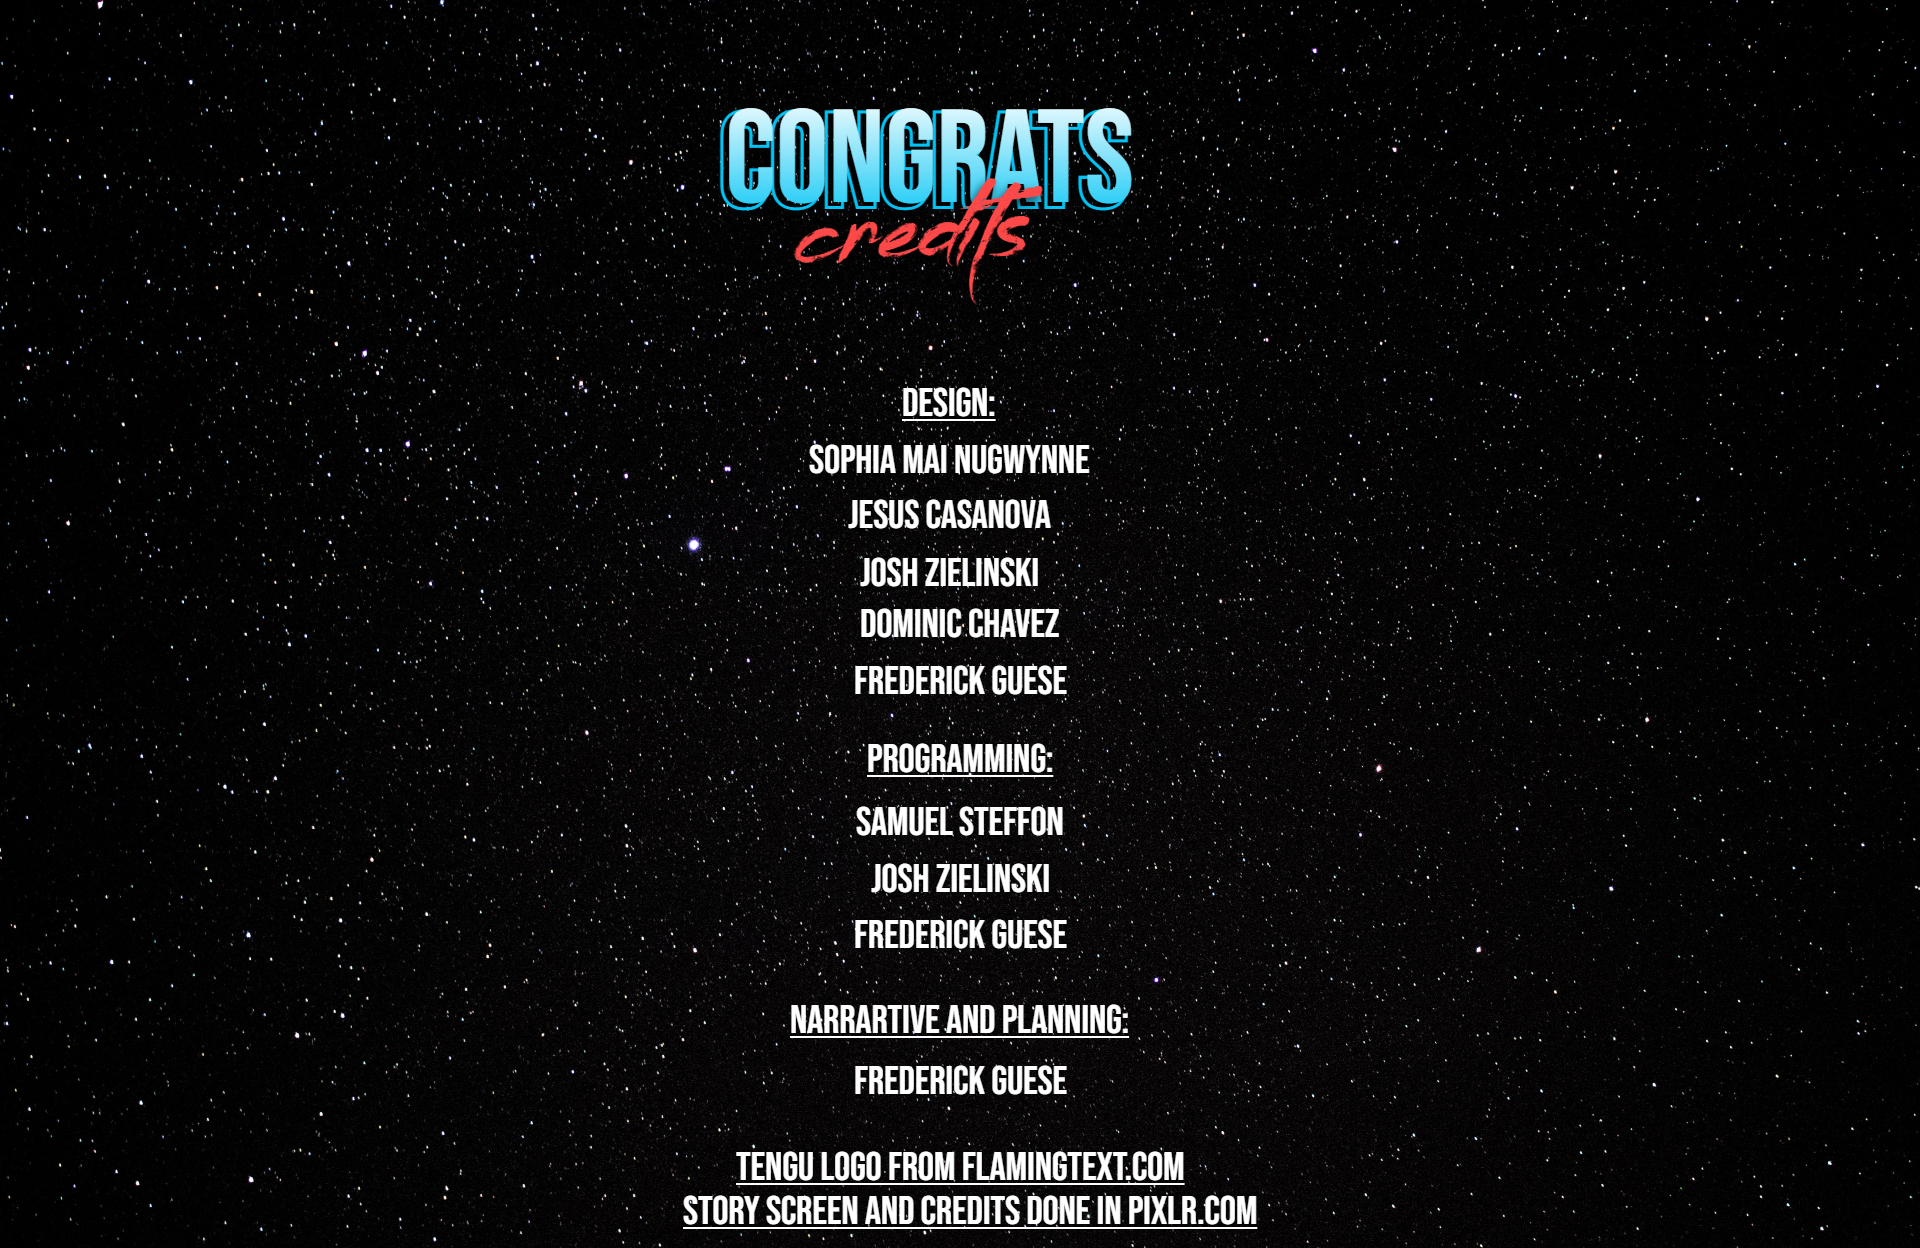 CONGRATS
credits
DESIGN:
SOPHIA MAI NUGWYNNE
JESUS CASANOVA
JOSH ZIELINSKI
DOMINIC CHAVEZ
FREDERICK GUESE
PROGRAMMING:
SAMUEL STEFFON
JOSH ZIELINSKI
FREDERICK GUESE
NARRARTIVE AND PLANNING:
FREDERICK GUESE
TENGU LOGO FROM FLAMINGTEXT.COM
STORY SCREEN AND CREDITS DONE IN PIXLR.COM